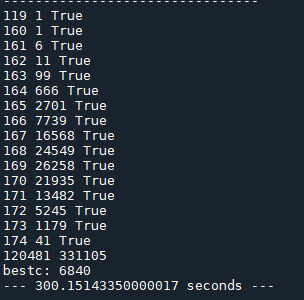 ----------------------------------
119 1 True
160 1 True
161 6 True
162 11 True
163 99 True
164 666 True
165 2701 True
166 7739 True
167 16568 True
168 24549 True
169 26258 True
170 21935 True
171 13482 True
172 5245 True
173 1179 True
174 41 True
120481 331105
bestc: 6840
--- 300.15143350000017 seconds ---